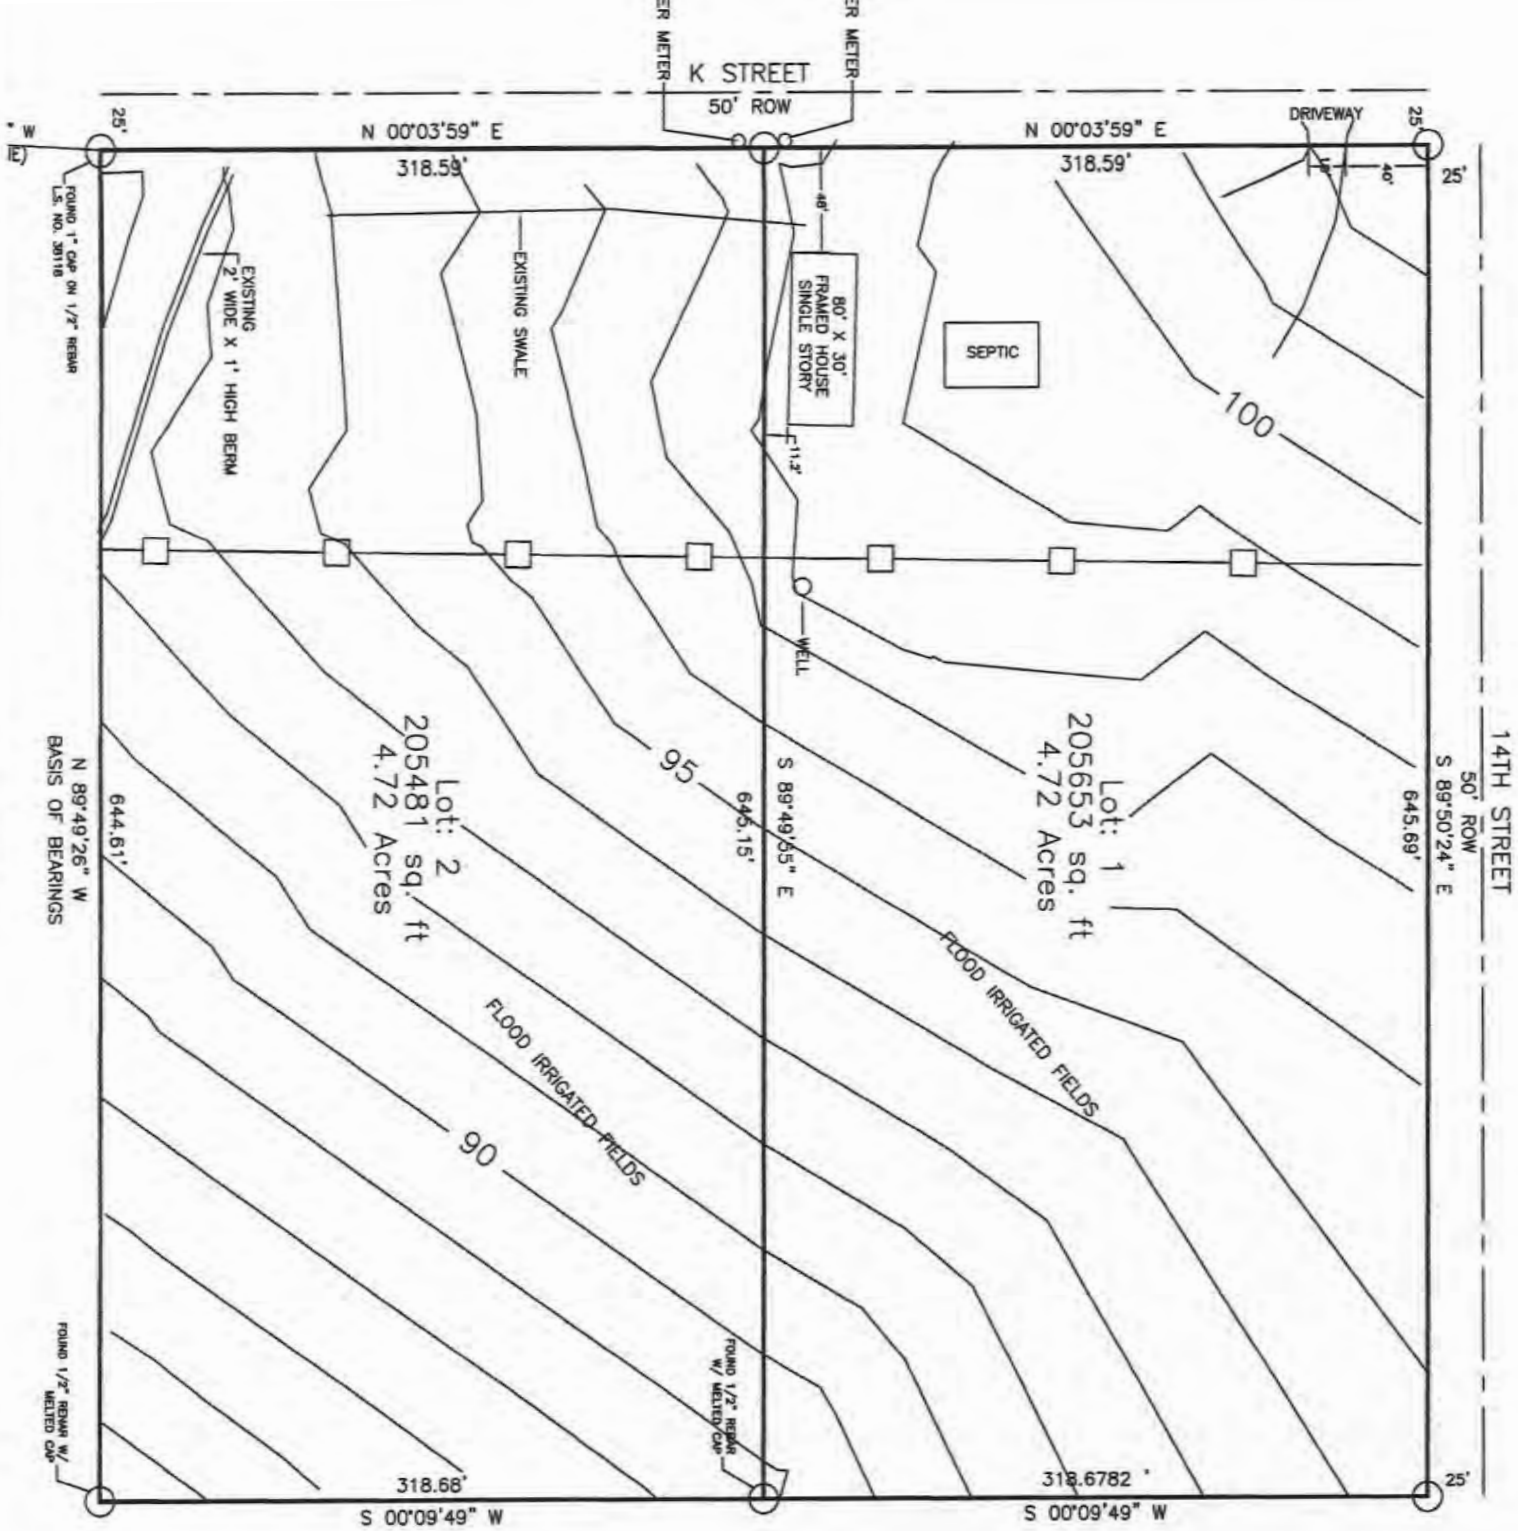 ER METER
ER METER
K STREET
50' ROW
25'
N 00°03'59" E
318.59'
N 00°03'59" E
318.59'
DRIVEWAY
25'
25'
40'
" W
IE)
FOUND 1" CAP ON 1/2" REBAR
L.S. NO. 38118
EXISTING
2' WIDE X 1' HIGH BERM
EXISTING SWALE
48'
80' X 30'
FRAMED HOUSE
SINGLE STORY
11.2'
SEPTIC
100
WELL
14TH STREET
50' ROW
S 89°50'24" E
645.69'
Lot: 1
205653 sq. ft
4.72 Acres
S 89°49'55" E
645.15'
95
Lot: 2
205481 sq. ft
4.72 Acres
644.61'
N 89°49'26" W
BASIS OF BEARINGS
FLOOD IRRIGATED FIELDS
FLOOD IRRIGATED FIELDS
90
FOUND 1/2" REBAR W/
MELTED CAP
FOUND 1/2" REBAR
W/ MELTED CAP
318.68'
S 00°09'49" W
318.6782 '
S 00°09'49" W
25'